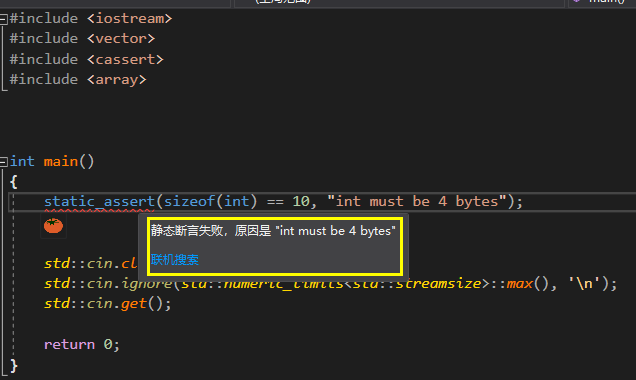 #include <iostream>
#include <vector>
#include <cassert>
#include <array>
int main()
{
static_assert(sizeof(int) == 10, "int must be 4 bytes");
静态断言失败，原因是 "int must be 4 bytes"
联机搜索
std::cin.cl
std::cin.ignore(std::numeric_limits<std::streamsize>::max(), '\n');
std::cin.get();
return 0;
}